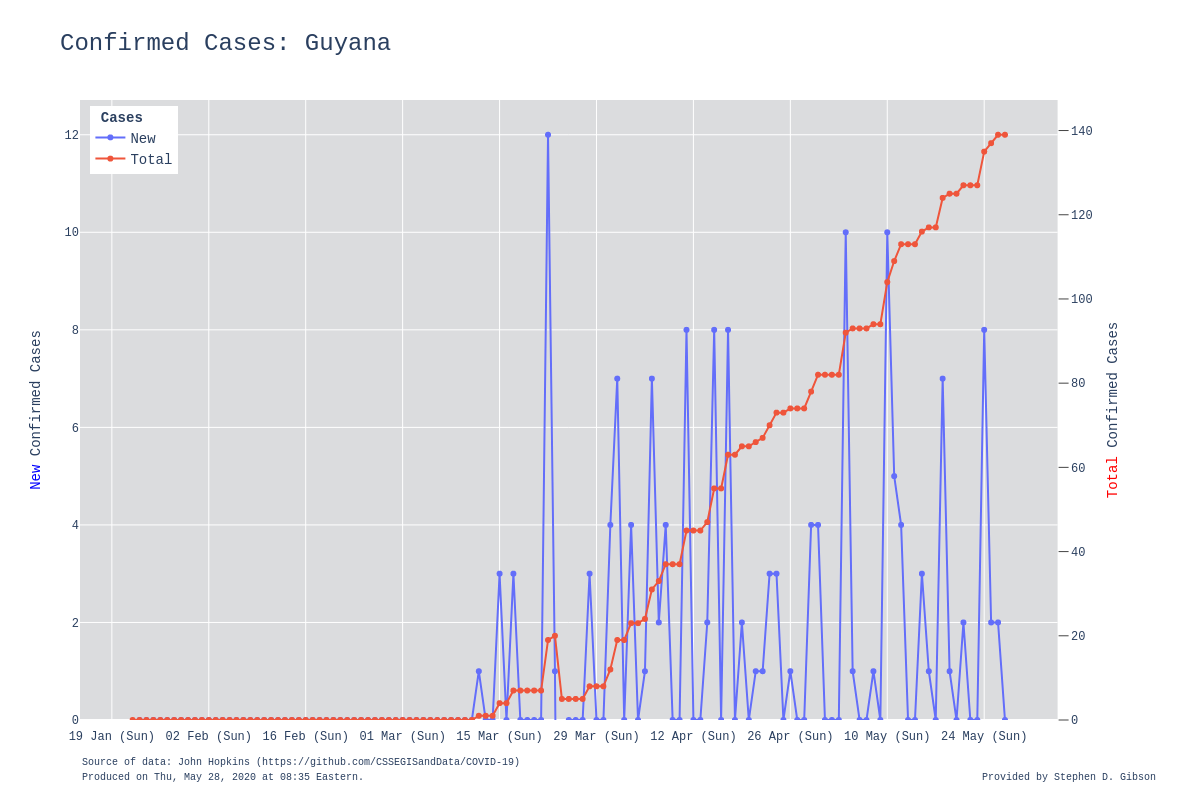 Confirmed Cases: Guyana
Cases
New
Total
12
10
8
6
4
2
0
140
120
100
80
60
40
20
0
New Confirmed Cases
Total Confirmed Cases
19 Jan (Sun) 02 Feb (Sun) 16 Feb (Sun) 01 Mar (Sun) 15 Mar (Sun) 29 Mar (Sun) 12 Apr (Sun) 26 Apr (Sun) 10 May (Sun) 24 May (Sun)
Source of data: John Hopkins (https://github.com/CSSEGISandData/COVID-19)
Produced on Thu, May 28, 2020 at 08:35 Eastern.
Provided by Stephen D. Gibson